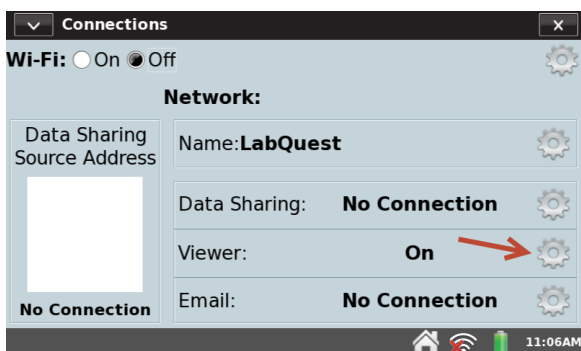 Connections
Wi-Fi: On Off
Network:
Data Sharing
Source Address
No Connection
Name:LabQuest
Data Sharing: No Connection
Viewer: On
Email: No Connection
11:06AM